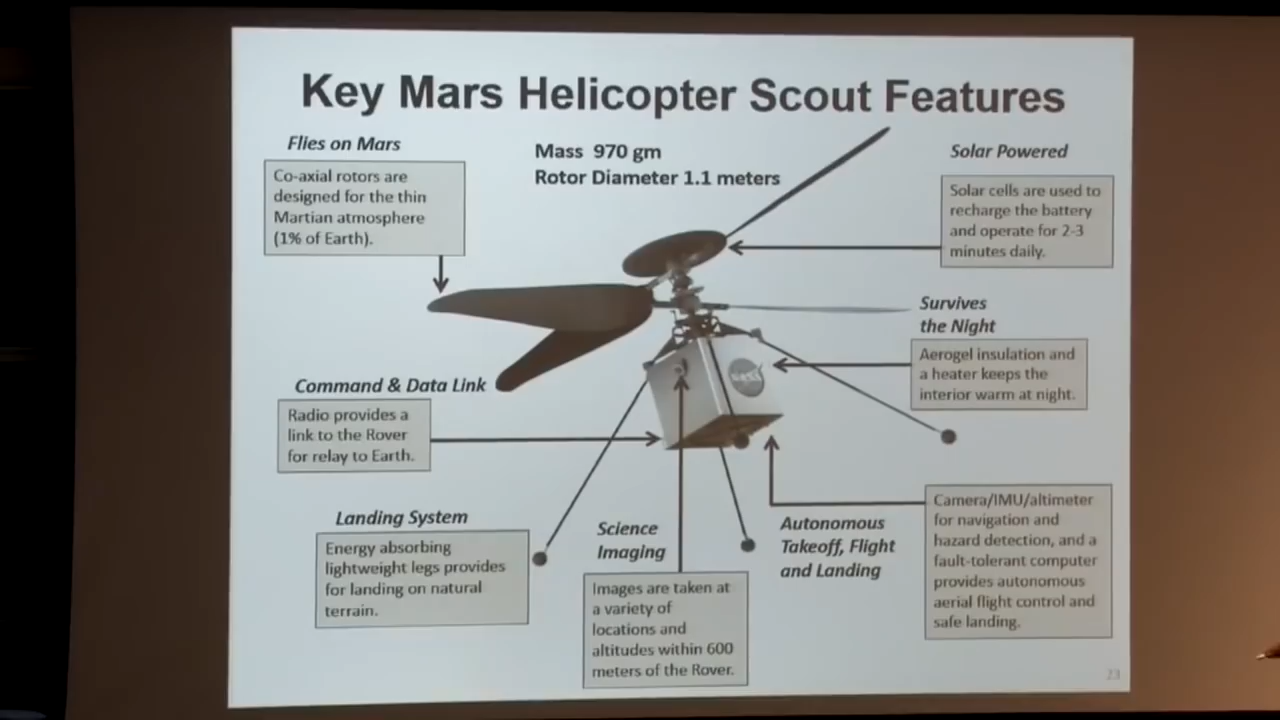 Key Mars Helicopter Scout Features
Flies on Mars
Co-axial rotors are
designed for the thin
Martian atmosphere
(1% of Earth).
Mass 970 gm
Rotor Diameter 1.1 meters
Solar Powered
Solar cells are used to
recharge the battery
and operate for 2-3
minutes daily.
Survives
the Night
Aerogel insulation and
a heater keeps the
interior warm at night.
NASA
Command & Data Link
Radio provides a
link to the Rover
for relay to Earth.
Landing System
Energy absorbing
lightweight legs provides
for landing on natural
terrain.
Science
Imaging
Images are taken at
a variety of
locations and
altitudes within 600
meters of the Rover.
Autonomous
Takeoff, Flight
and Landing
Camera/IMU/altimeter
for navigation and
hazard detection, and a
fault-tolerant computer
provides autonomous
aerial flight control and
safe landing.
23